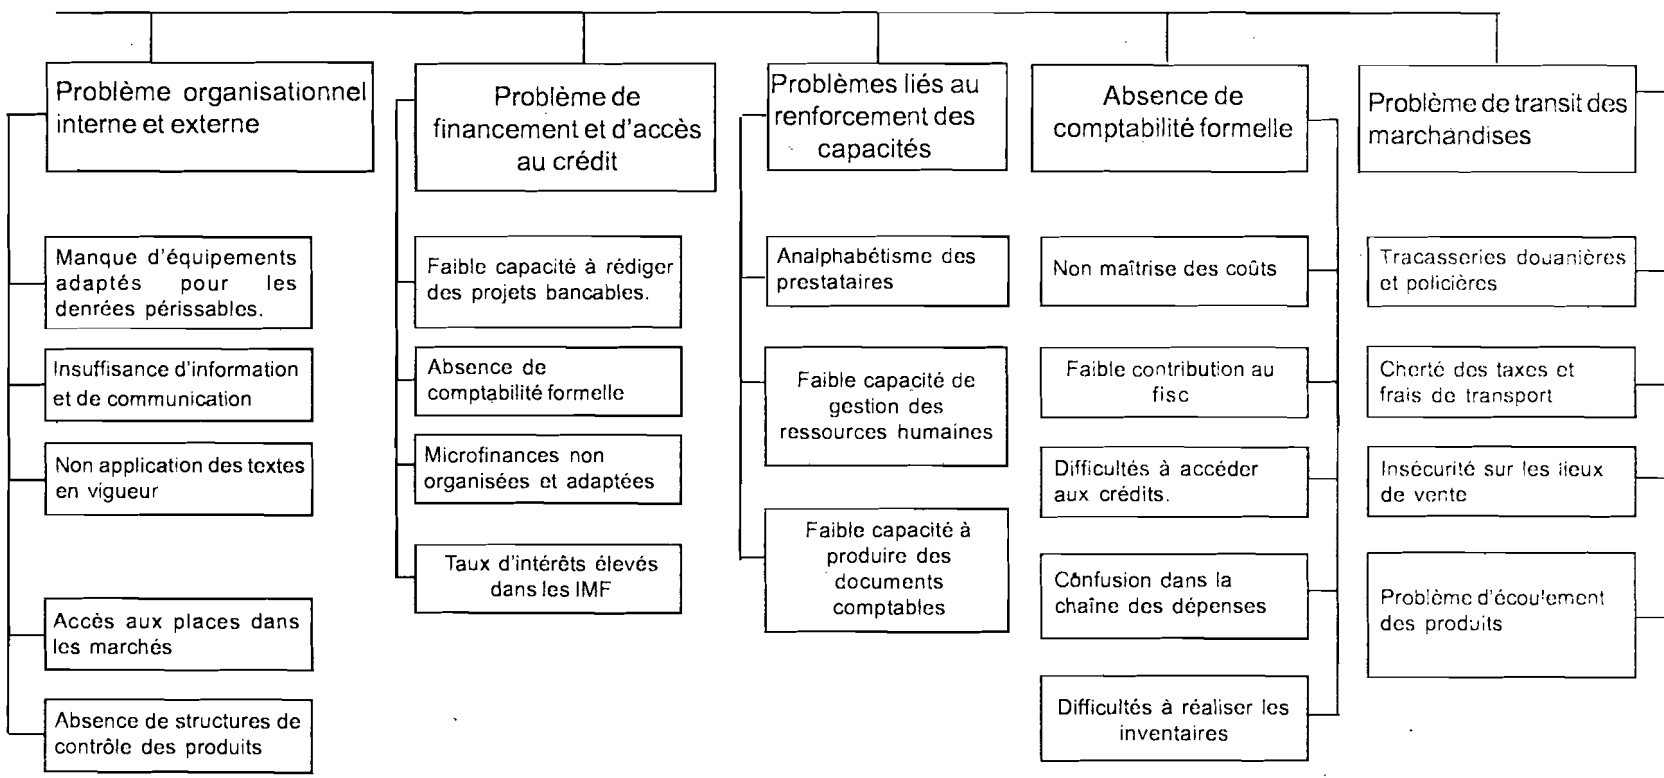 Problème organisationnel
interne et externe
Manque d'équipements
adaptés pour les
denrées périssables.
Insuffisance d'information
et de communication
Non application des textes
en vigueur
Accès aux places dans
les marchés
Absence de structures de
contrôle des produits
Problème de
financement et d'accès
au crédit
Faible capacité à rédiger
des projets bancables.
Absence de
comptabilité formelle
Microfinances non
organisées et adaptées
Taux d'intérêts élevés
dans les IMF
Problèmes liés au
renforcement des
capacités
Analphabétisme des
prestataires
Faible capacité de
gestion des
ressources humaines
Faible capacité à
produire des
documents
comptables
Absence de
comptabilité formelle
Non maîtrise des coûts
Faible contribution au
fisc
Difficultés à accéder
aux crédits.
Confusion dans la
chaîne des dépenses
Difficultés à réaliser les
inventaires
Problème de transit des
marchandises
Tracasseries douanières
et policières
Cherté des taxes et
frais de transport
Insécurité sur les lieux
de vente
Problème d'écoulement
des produits